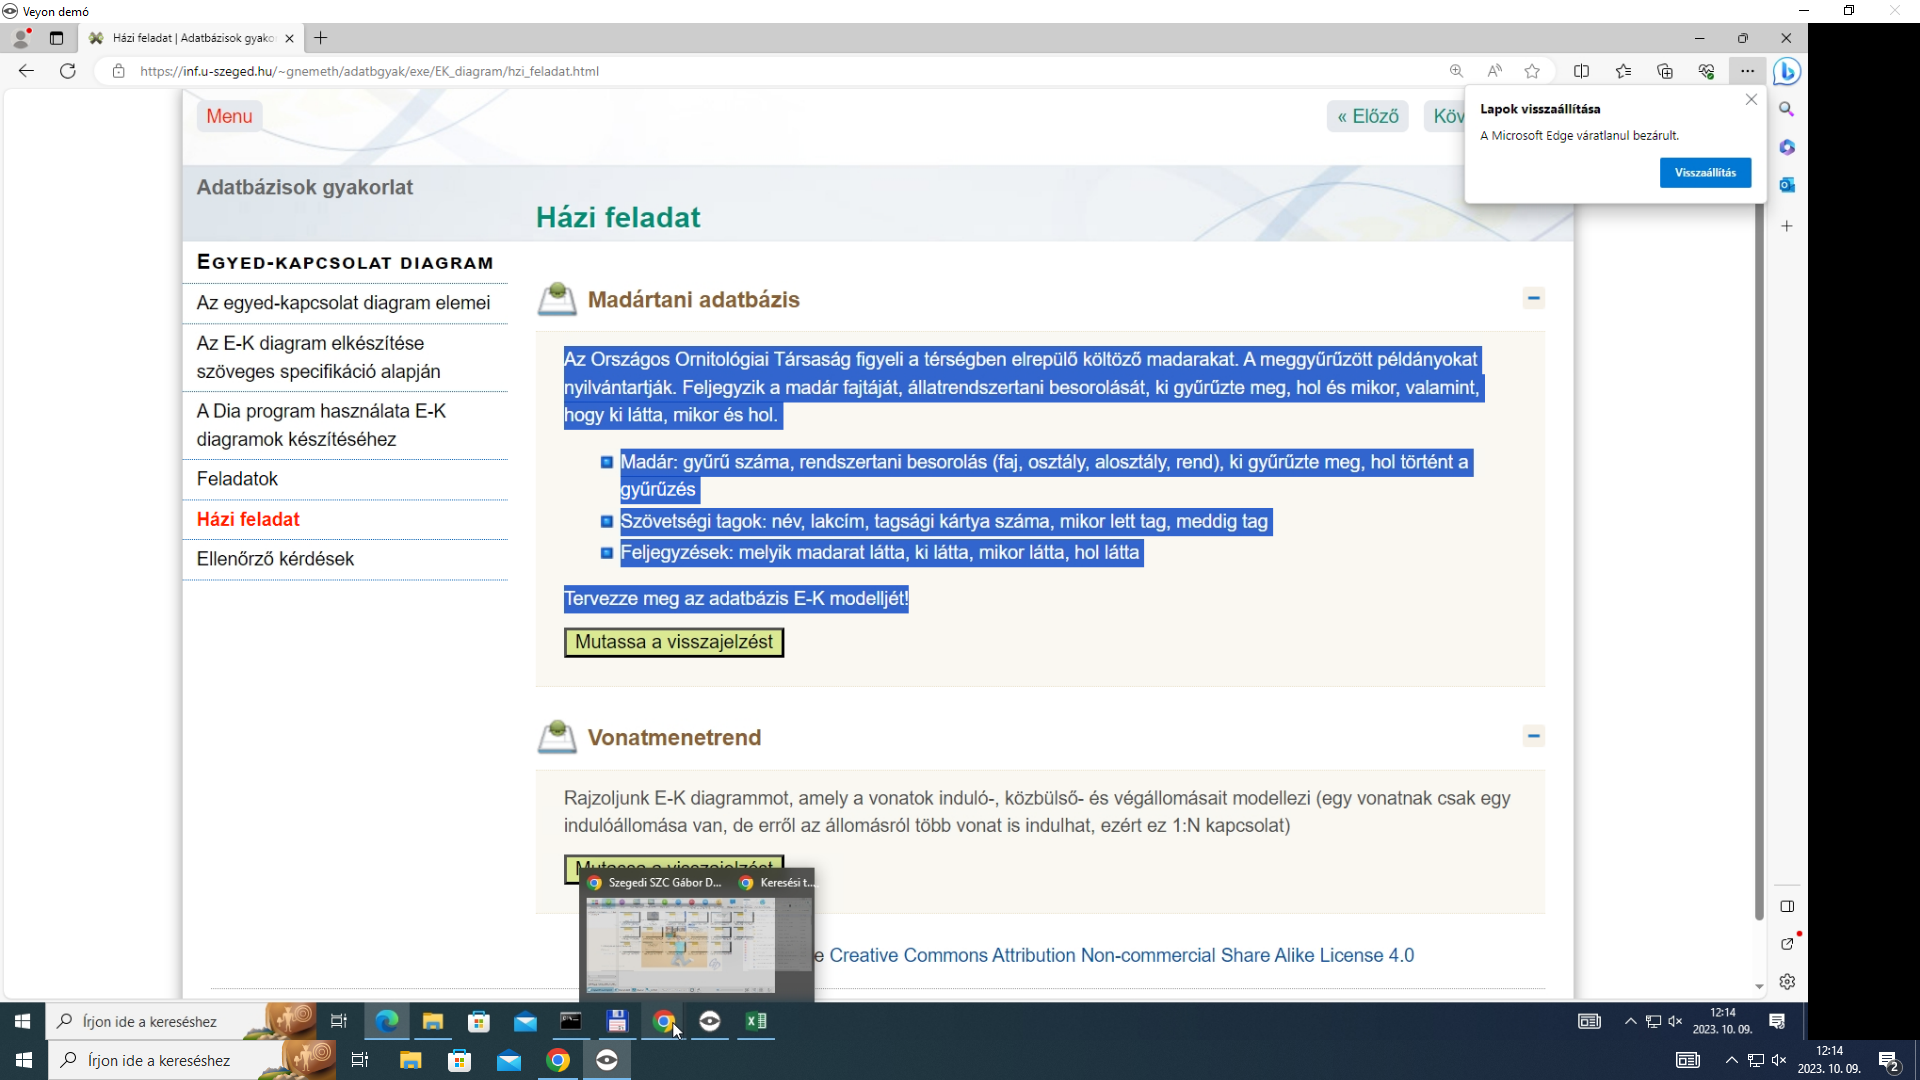 Veyon demó
Házi feladat | Adatbázisok gyako
https://inf.u-szeged.hu/~gnemeth/adatbgyak/exe/EK_diagram/hzi_feladat.html
Menu
« Előző
Köv
Lapok visszaállítása
A Microsoft Edge váratlanul bezárult.
Visszaállítás
Adatbázisok gyakorlat
Házi feladat
EGYED-KAPCSOLAT DIAGRAM
Az egyed-kapcsolat diagram elemei
Az E-K diagram elkészítése
szöveges specifikáció alapján
A Dia program használata E-K
diagramok készítéséhez
Feladatok
Házi feladat
Ellenőrző kérdések
Madártani adatbázis
Az Országos Ornitológiai Társaság figyeli a térségben elrepülő költöző madarakat. A meggyűrűzött példányokat
nyilvántartják. Feljegyzik a madár fajtáját, állatrendszertani besorolását, ki gyűrűzte meg, hol és mikor, valamint,
hogy ki látta, mikor és hol.
Madár: gyűrű száma, rendszertani besorolás (faj, osztály, alosztály, rend), ki gyűrűzte meg, hol történt a
gyűrűzés
Szövetségi tagok: név, lakcím, tagsági kártya száma, mikor lett tag, meddig tag
Feljegyzések: melyik madarat látta, ki látta, mikor látta, hol látta
Tervezze meg az adatbázis E-K modelljét!
Mutassa a visszajelzést
Vonatmenetrend
Rajzoljunk E-K diagrammot, amely a vonatok induló-, közbülső- és végállomásait modellezi (egy vonatnak csak egy
indulóállomása van, de erről az állomásról több vonat is indulhat, ezért ez 1:N kapcsolat)
Mutassa a visszajelzést
Szegedi SZC Gábor D...
Keresési t...
e Creative Commons Attribution Non-commercial Share Alike License 4.0
Írjon ide a kereséshez
12:14
2023. 10. 09.
Írjon ide a kereséshez
12:14
2023. 10. 09.
2